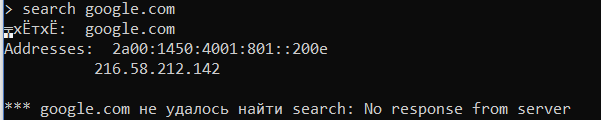 > search google.com
╤хЁтхЁ:  google.com
Addresses:  2a00:1450:4001:801::200e
          216.58.212.142
*** google.com не удалось найти search: No response from server